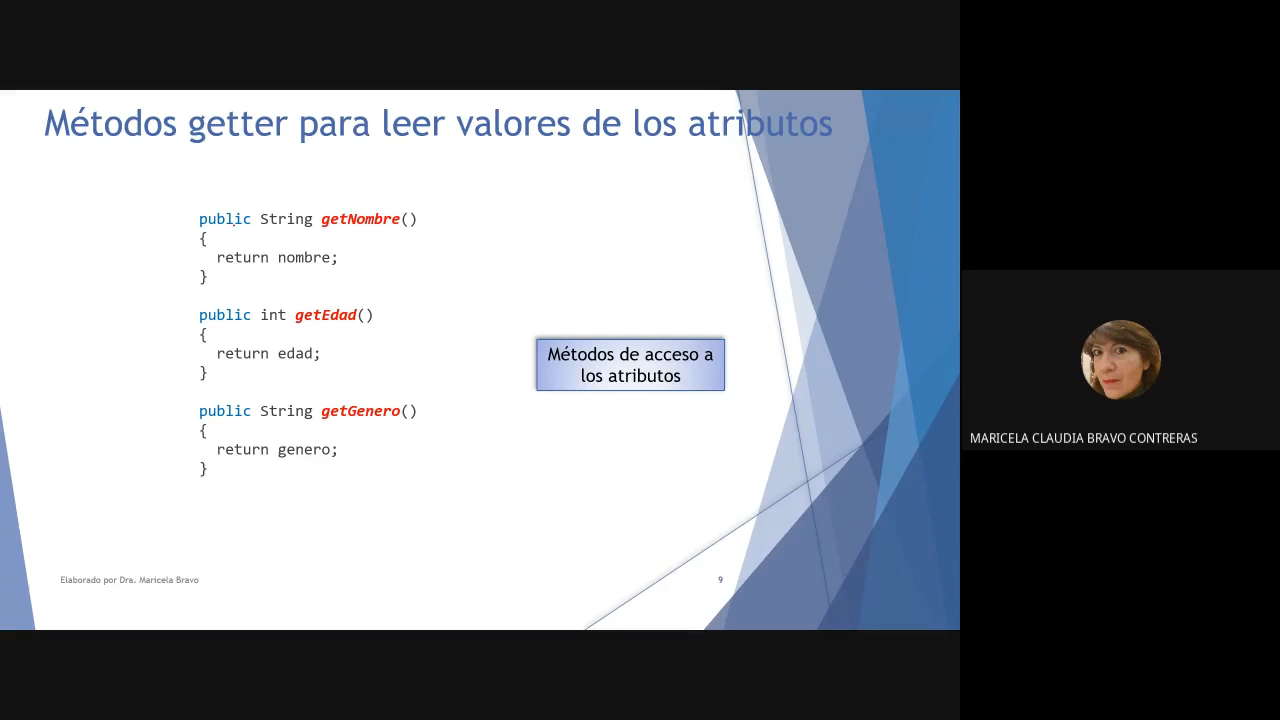 Métodos getter para leer valores de los atributos
public String getNombre()
{
return nombre;
}
public int getEdad()
{
return edad;
}
public String getGenero()
{
return genero;
}
Métodos de acceso a
los atributos
Elaborado por Dra. Maricela Bravo
9
MARICELA CLAUDIA BRAVO CONTRERAS